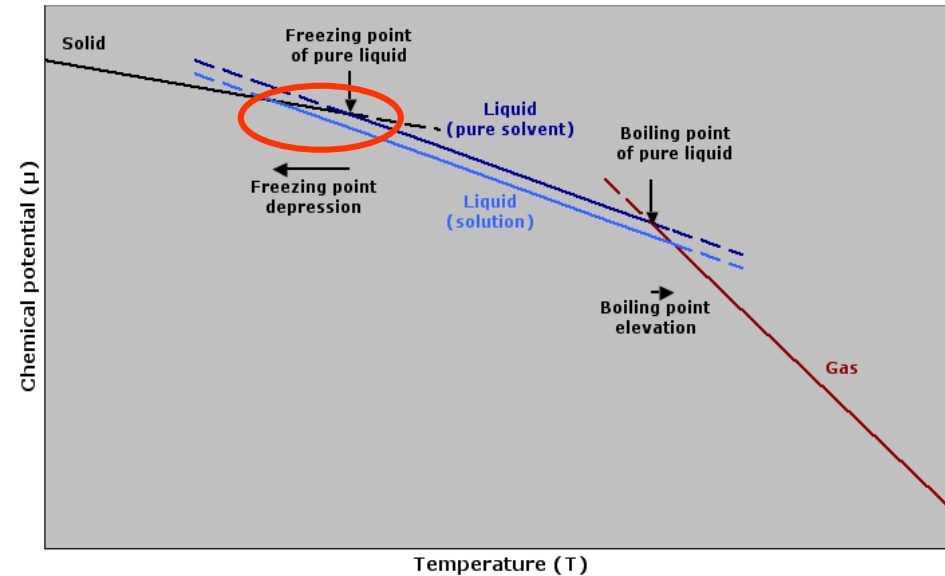 Solid
Freezing point
of pure liquid
Liquid
(pure solvent)
Boiling point
of pure liquid
Freezing point
depression
Liquid
(solution)
Boiling point
elevation
Gas
Chemical potential (μ)
Temperature (T)